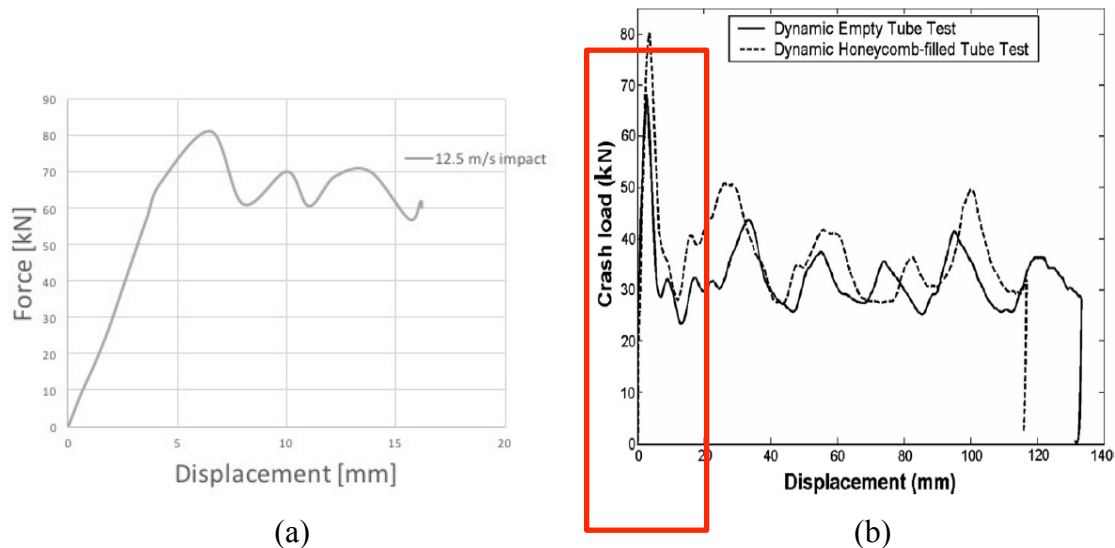 90
80
70
60
50
40
30
20
10
0
0 5 10 15 20
Force [kN]
Displacement [mm]
12.5 m/s impact
(a)
Dynamic Empty Tube Test
Dynamic Honeycomb-filled Tube Test
80
70
60
50
40
30
20
10
0
0 20 40 60 80 100 120 140
Crash load (kN)
Displacement (mm)
(b)